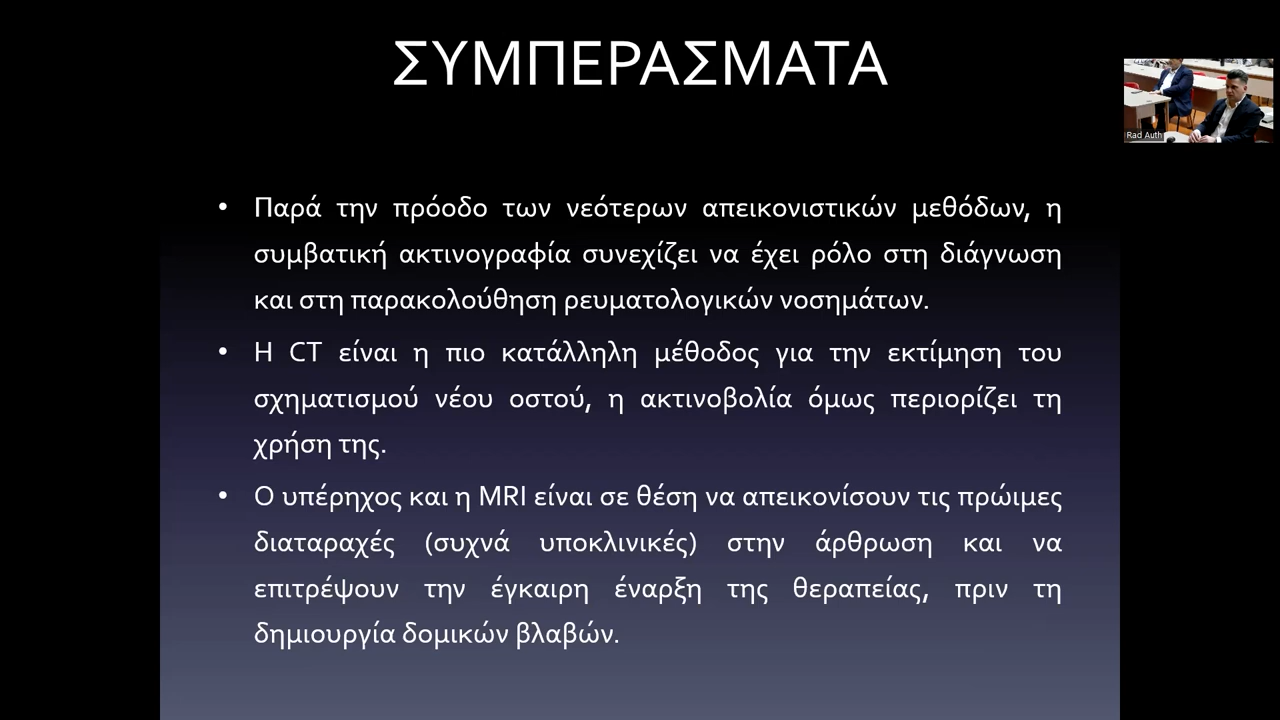 ΣΥΜΠΕΡΑΣΜΑΤΑ
Rad Auth
• Παρά την πρόοδο των νεότερων απεικονιστικών μεθόδων, η
συμβατική ακτινογραφία συνεχίζει να έχει ρόλο στη διάγνωση
και στη παρακολούθηση ρευματολογικών νοσημάτων.
• Η CT είναι η πιο κατάλληλη μέθοδος για την εκτίμηση του
σχηματισμού νέου οστού, η ακτινοβολία όμως περιορίζει τη
χρήση της.
• Ο υπέρηχος και η MRI είναι σε θέση να απεικονίσουν τις πρώιμες
διαταραχές (συχνά υποκλινικές) στην άρθρωση και να
επιτρέψουν την έγκαιρη έναρξη της θεραπείας, πριν τη
δημιουργία δομικών βλαβών.